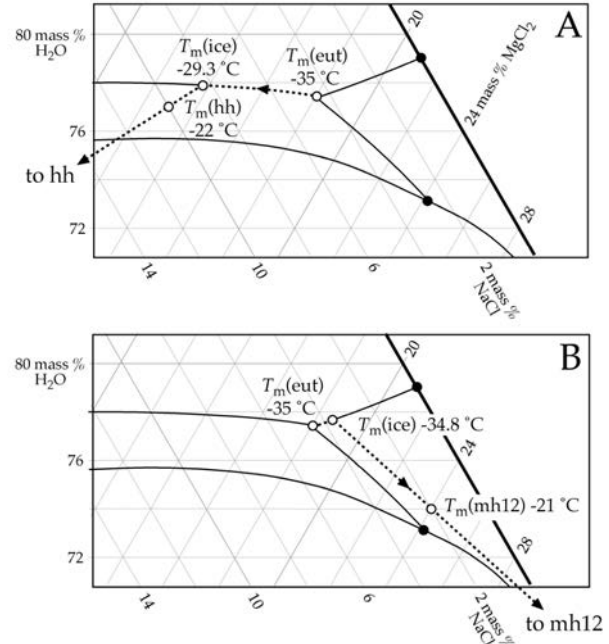 A
80 mass %
H2O
20
Tm(ice)
-29.3 ˚C
Tm(eut)
-35 ˚C
24 mass % MgCl2
Tm(hh)
-22 ˚C
76
to hh
72
28
14
10
6
2 mass %
NaCl
B
80 mass %
H2O
20
Tm(eut)
-35 ˚C
Tm(ice) -34.8 ˚C
24
76
Tm(mh12) -21 ˚C
72
28
14
10
6
2 mass %
NaCl
to mh12